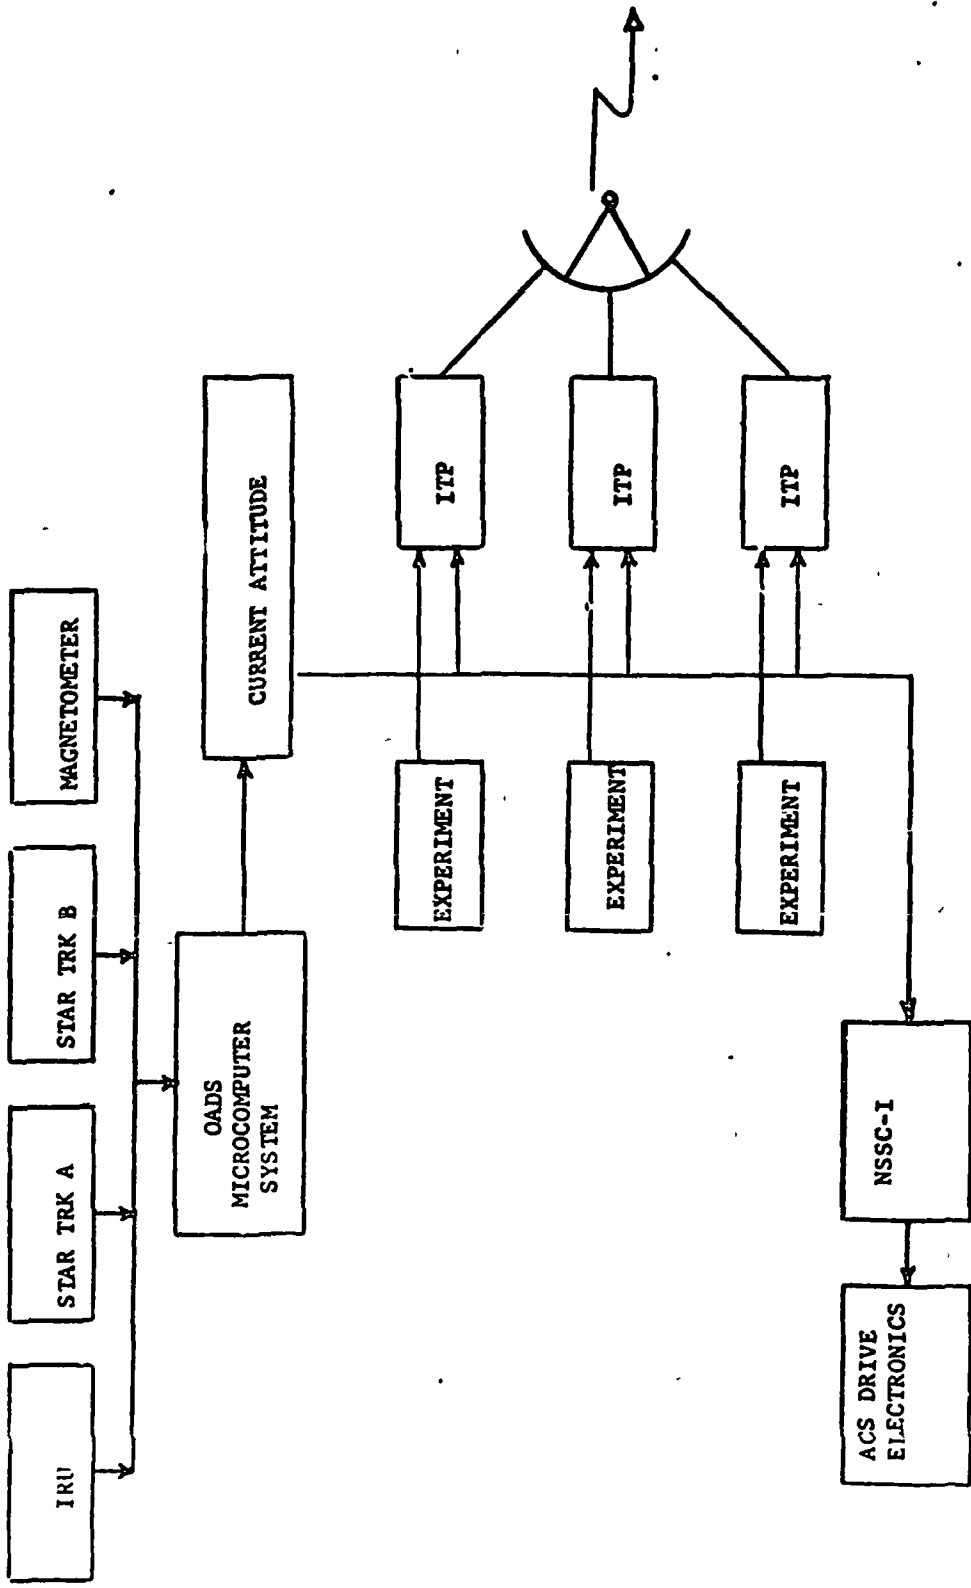 IRU
STAR TRK A
STAR TRK B
MAGNETOMETER
OADS
MICROCOMPUTER
SYSTEM
CURRENT ATTITUDE
EXPERIMENT
ITP
EXPERIMENT
ITP
EXPERIMENT
ITP
ACS DRIVE
ELECTRONICS
NSSC-I